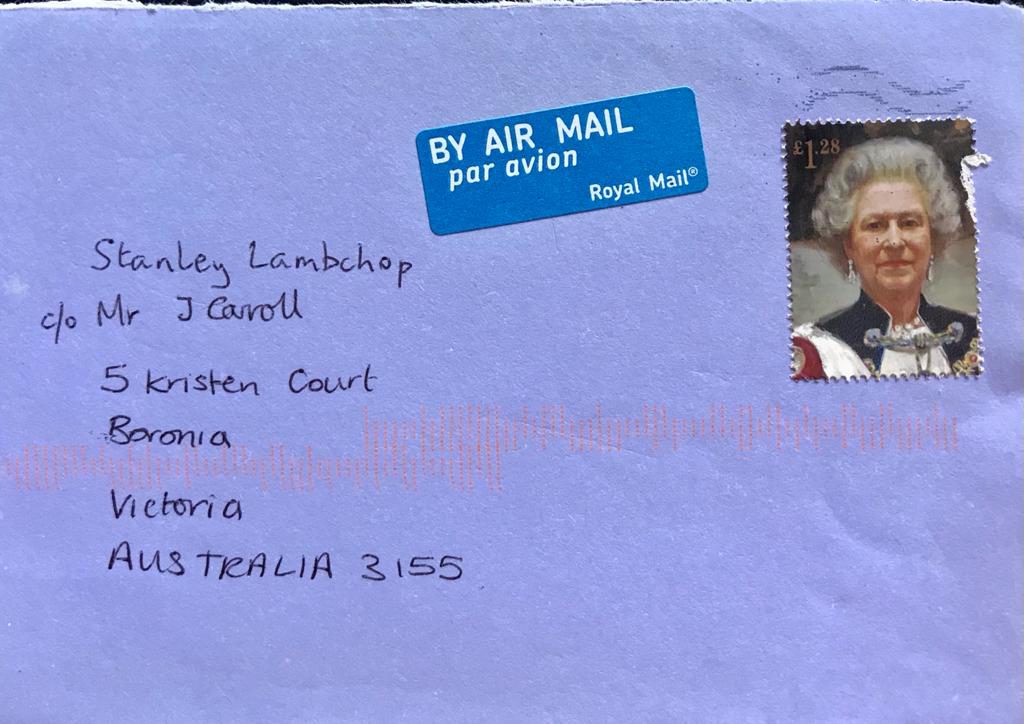 BY AIR MAIL
par avion
Royal Mail®
£1.28
Stanley Lambchop
c/o Mr J Caroll
5 Kristen Court
Boronia
Victoria
AUSTRALIA 3155